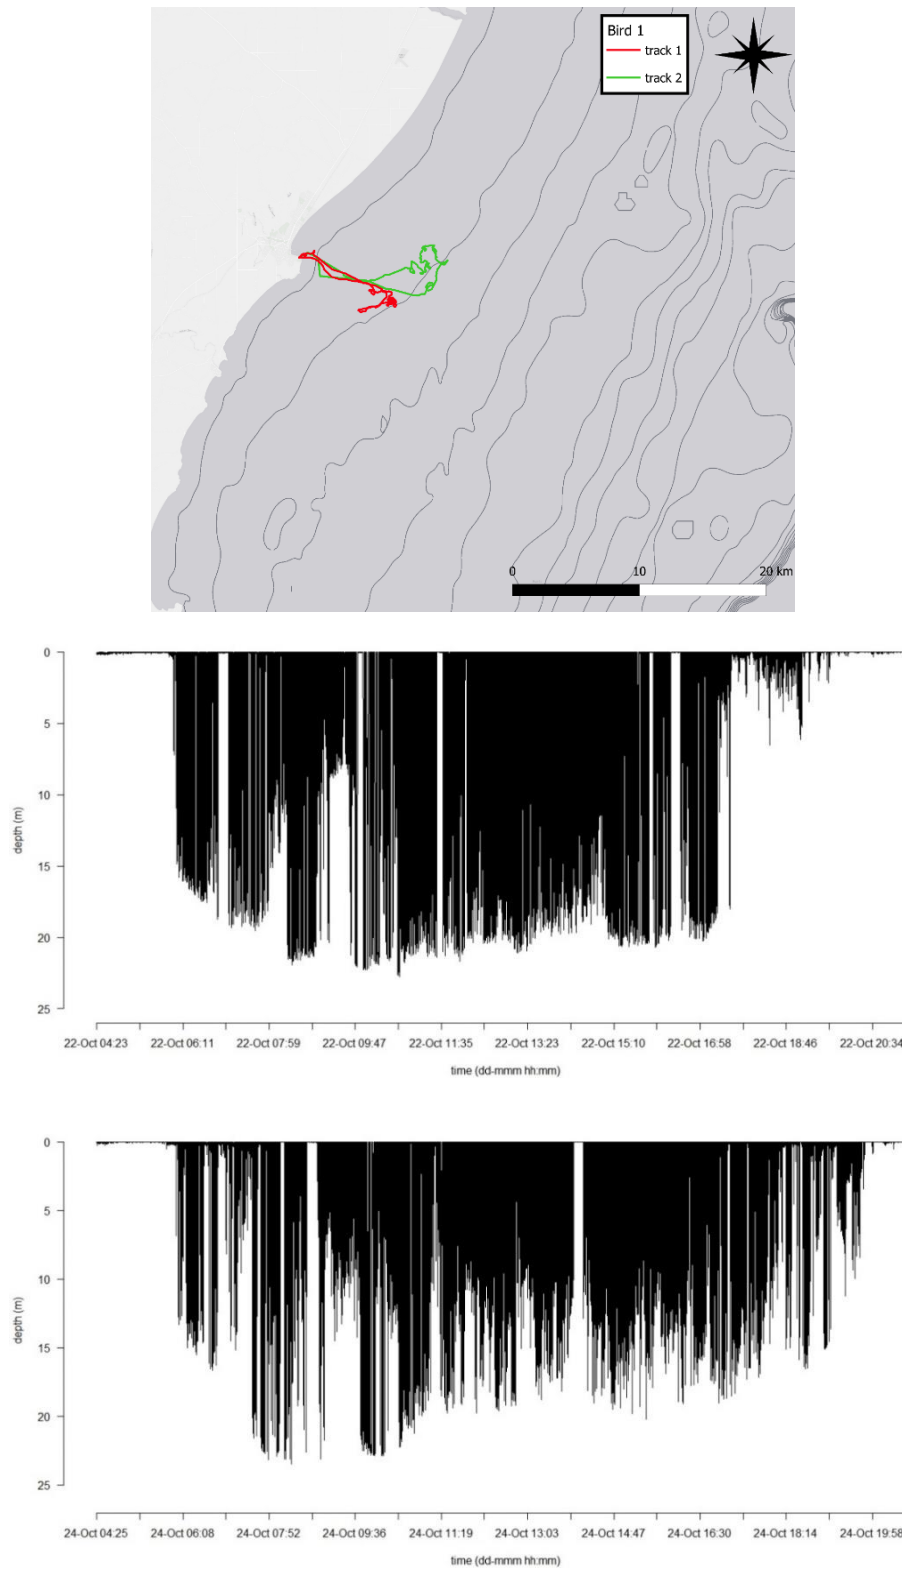 Bird 1
track 1
track 2
0 10 20 km
0
5
10
15
20
25
depth (m)
22-Oct 04:23 22-Oct 06:11 22-Oct 07:59 22-Oct 09:47 22-Oct 11:35 22-Oct 13:23 22-Oct 15:10 22-Oct 16:58 22-Oct 18:46 22-Oct 20:34
time (dd-mmm hh:mm)
0
5
10
15
20
25
depth (m)
24-Oct 04:25 24-Oct 06:08 24-Oct 07:52 24-Oct 09:36 24-Oct 11:19 24-Oct 13:03 24-Oct 14:47 24-Oct 16:30 24-Oct 18:14 24-Oct 19:58
time (dd-mmm hh:mm)